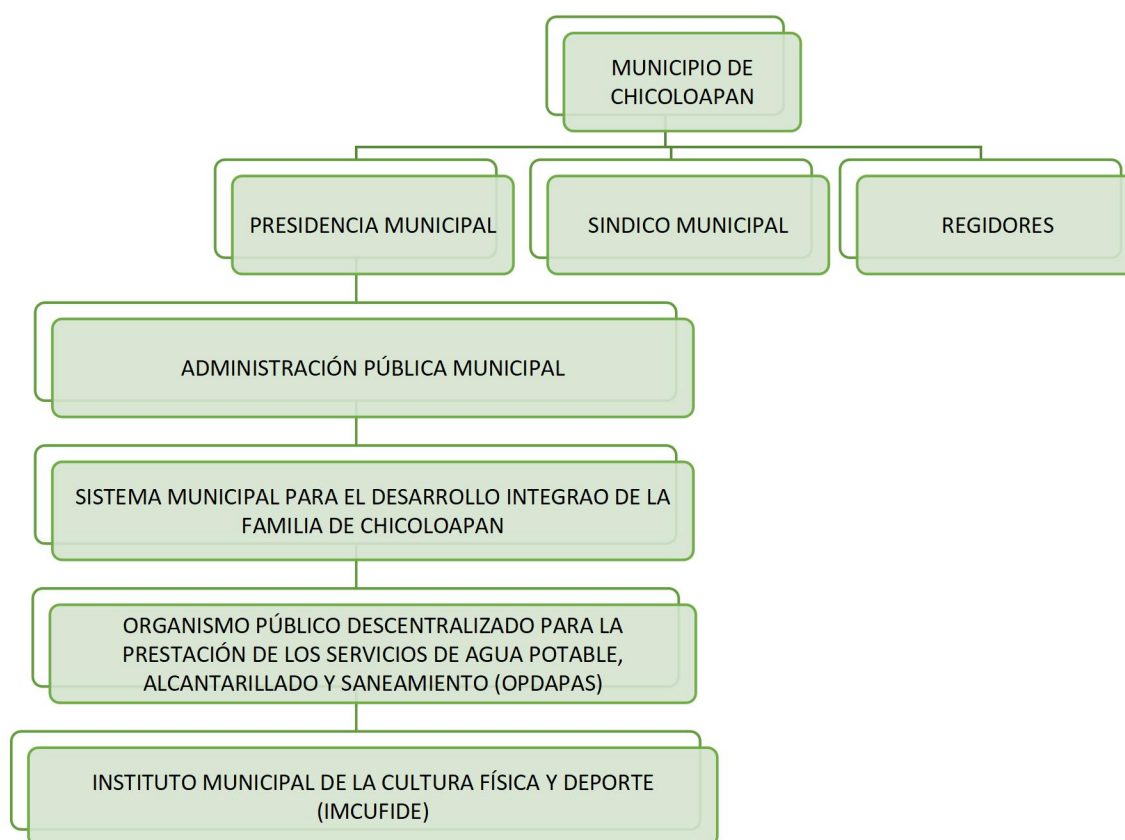 MUNICIPIO DE
CHICOLOAPAN
PRESIDENCIA MUNICIPAL
SINDICO MUNICIPAL
REGIDORES
ADMINISTRACIÓN PÚBLICA MUNICIPAL
SISTEMA MUNICIPAL PARA EL DESARROLLO INTEGRAO DE LA
FAMILIA DE CHICOLOAPAN
ORGANISMO PÚBLICO DESCENTRALIZADO PARA LA
PRESTACIÓN DE LOS SERVICIOS DE AGUA POTABLE,
ALCANTARILLADO Y SANEAMIENTO (OPDAPAS)
INSTITUTO MUNICIPAL DE LA CULTURA FÍSICA Y DEPORTE
(IMCUFIDE)